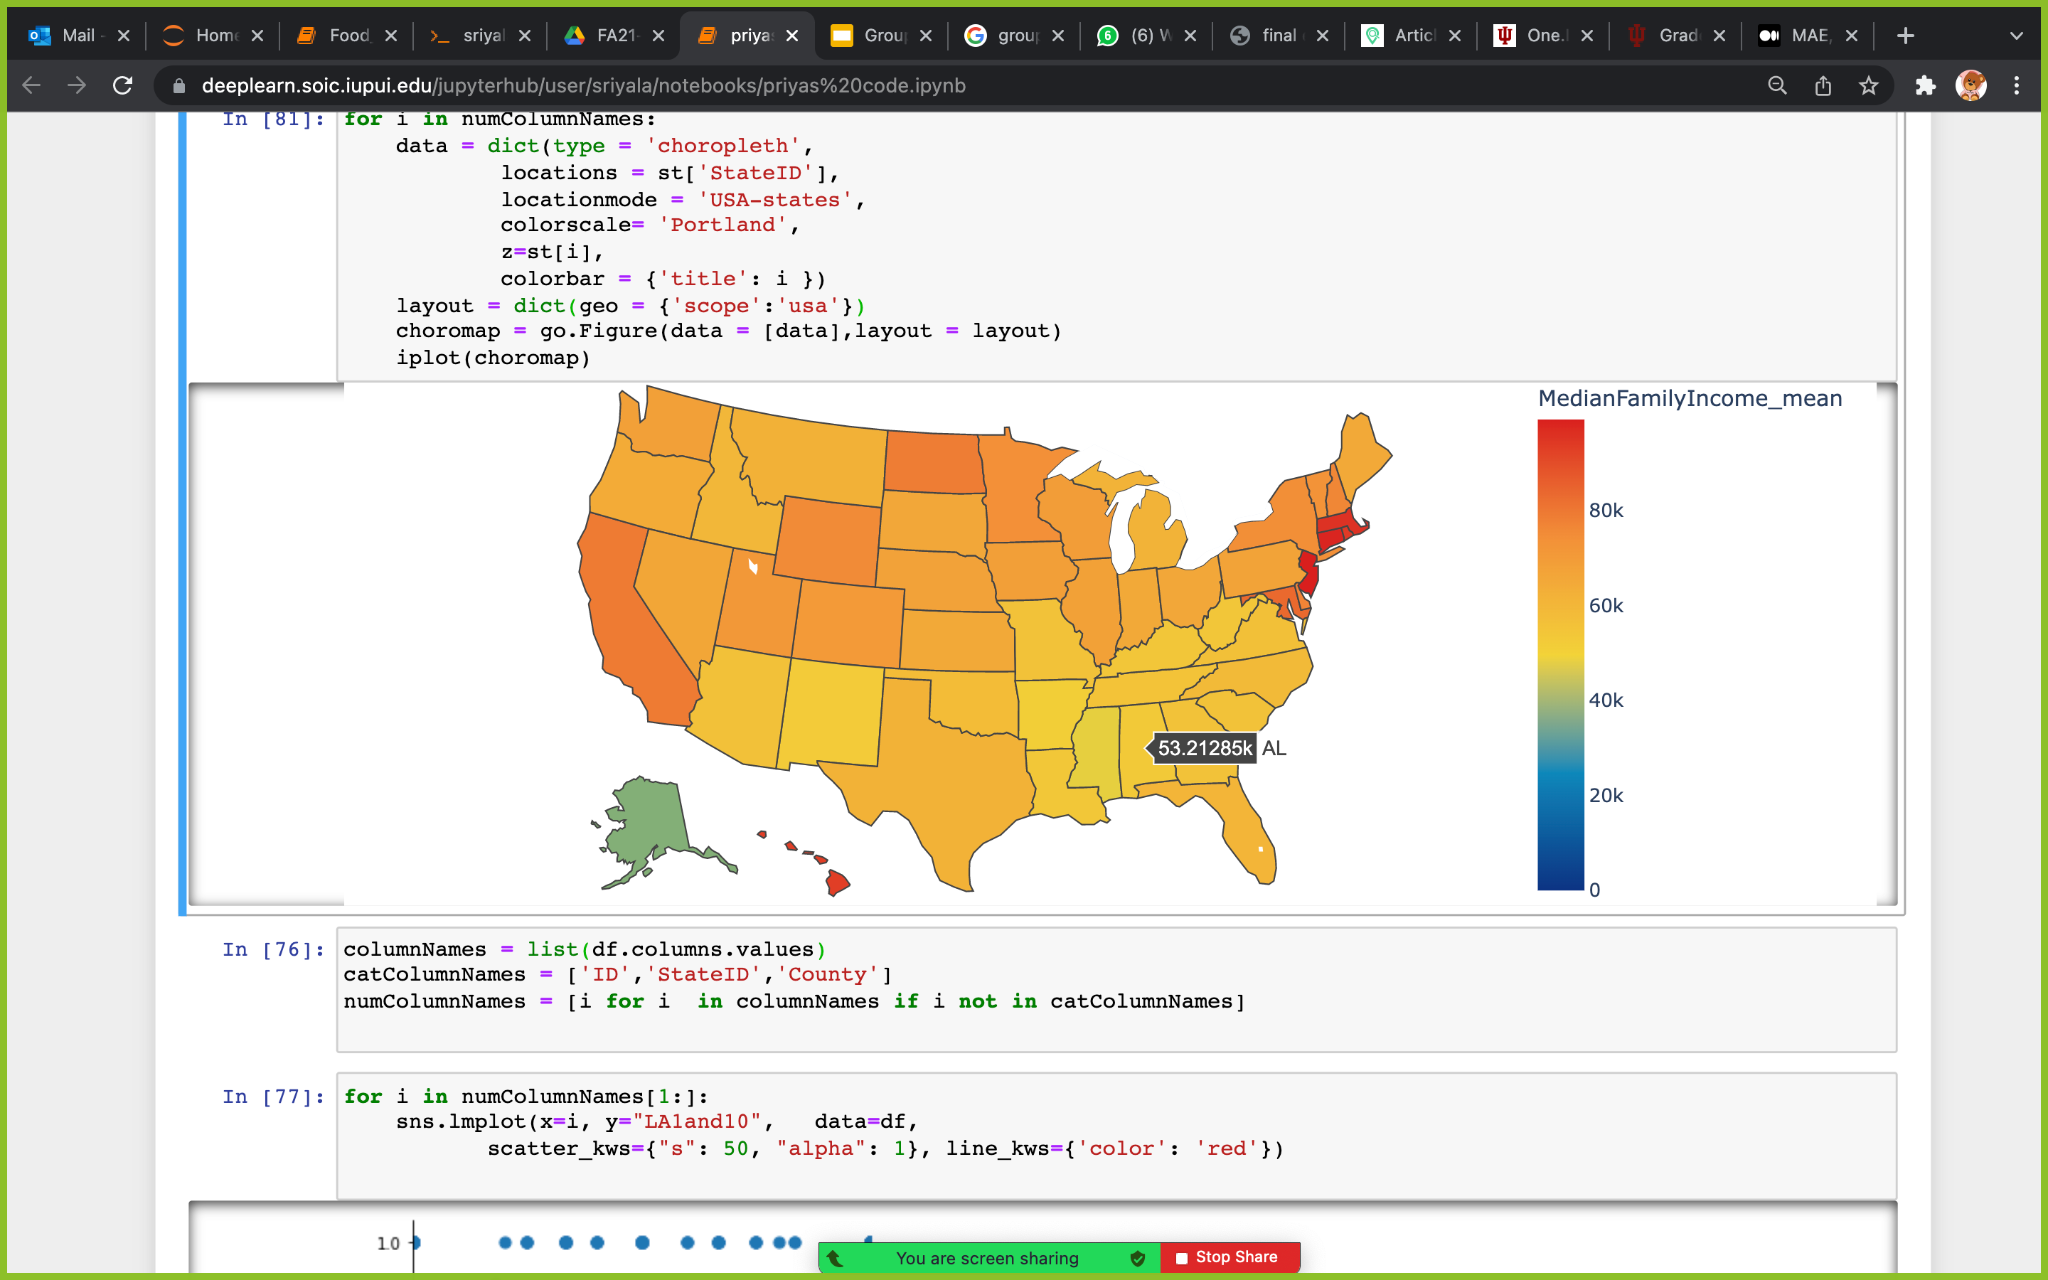 Mail - Home Food_ sriyal FA21- priyas Group group (6) W final Artic One. Grade MAE,
deeplearn.soic.iupui.edu/jupyterhub/user/sriyala/notebooks/priyas%20code.ipynb
In [81]: for i in numColumnNames:
data = dict(type = 'choropleth',
locations = st['StateID'],
locationmode = 'USA-states',
colorscale= 'Portland',
z=st[i],
colorbar = {'title': i })
layout = dict(geo = {'scope':'usa'})
choromap = go.Figure(data = [data],layout = layout)
iplot(choromap)
MedianFamilyIncome_mean
80k
60k
40k
53.21285k AL
20k
0
In [76]: columnNames = list(df.columns.values)
catColumnNames = ['ID','StateID','County']
numColumnNames = [i for i  in columnNames if i not in catColumnNames]
In [77]: for i in numColumnNames[1:]:
sns.lmplot(x=i, y="LA1and10",   data=df,
scatter_kws={"s": 50, "alpha": 1}, line_kws={'color': 'red'})
1.0
You are screen sharing Stop Share